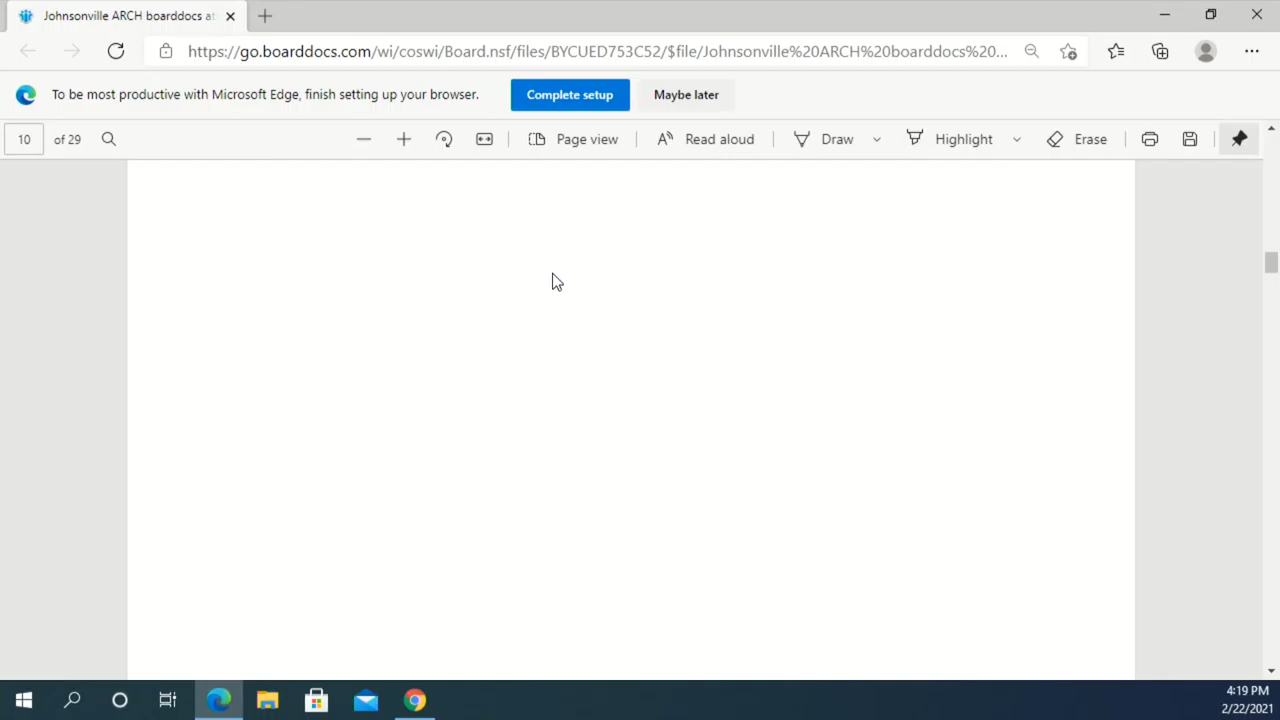 Johnsonville ARCH boarddocs at
https://go.boarddocs.com/wi/coswi/Board.nsf/files/BYCUED753C52/$file/Johnsonville%20ARCH%20boarddocs%20...
To be most productive with Microsoft Edge, finish setting up your browser.
Complete setup
Maybe later
10 of 29
Page view
Read aloud
Draw
Highlight
Erase
4:19 PM
2/22/2021